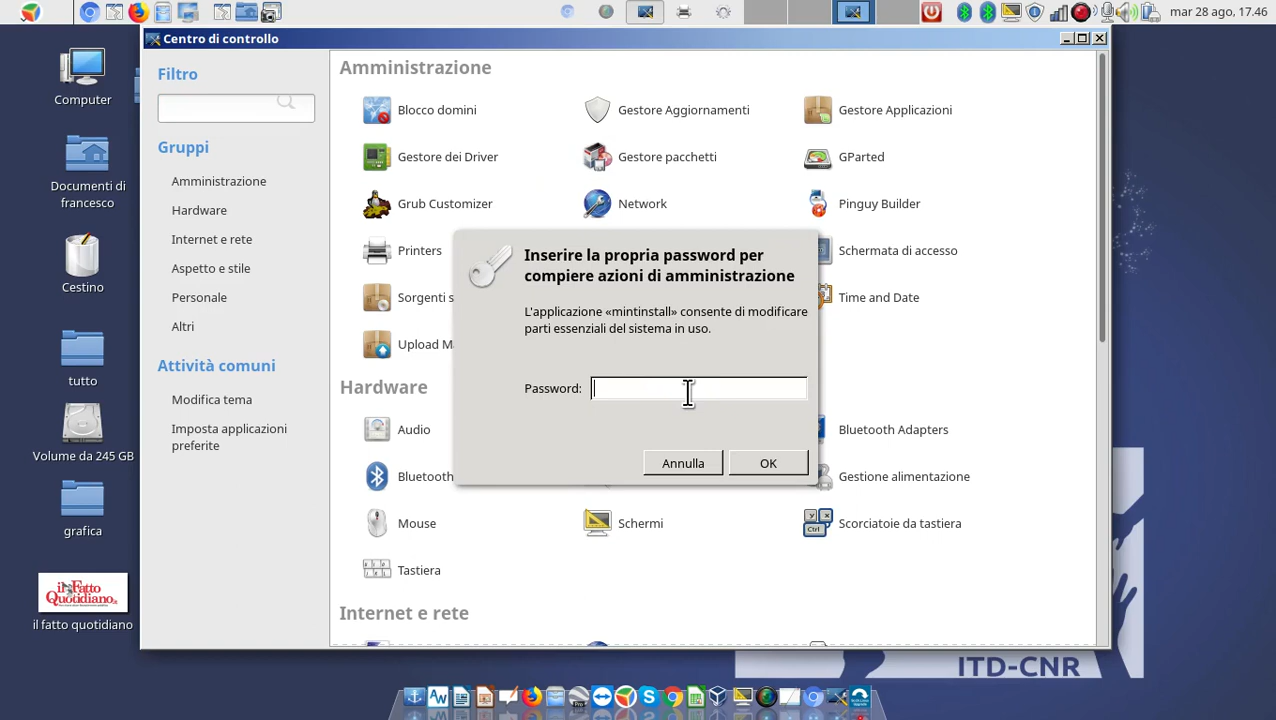 mar 28 ago, 17.46
Centro di controllo
Computer
Documenti di
francesco
Cestino
tutto
Volume da 245 GB
grafica
il Fatto
Quotidiano
il fatto quotidiano
Filtro
Gruppi
Amministrazione
Hardware
Internet e rete
Aspetto e stile
Personale
Altri
Attività comuni
Modifica tema
Imposta applicazioni
preferite
Amministrazione
Blocco domini
Gestore Aggiornamenti
Gestore Applicazioni
Gestore dei Driver
Gestore pacchetti
GParted
Grub Customizer
Network
Pinguy Builder
Printers
Schermata di accesso
Sorgenti s
Time and Date
Upload M
Inserire la propria password per
compiere azioni di amministrazione
L'applicazione «mintinstall» consente di modificare
parti essenziali del sistema in uso.
Password:
Annulla
OK
Hardware
Audio
Bluetooth Adapters
Bluetooth
Gestione alimentazione
Mouse
Schermi
Scorciatoie da tastiera
Tastiera
Internet e rete
ITD-CNR